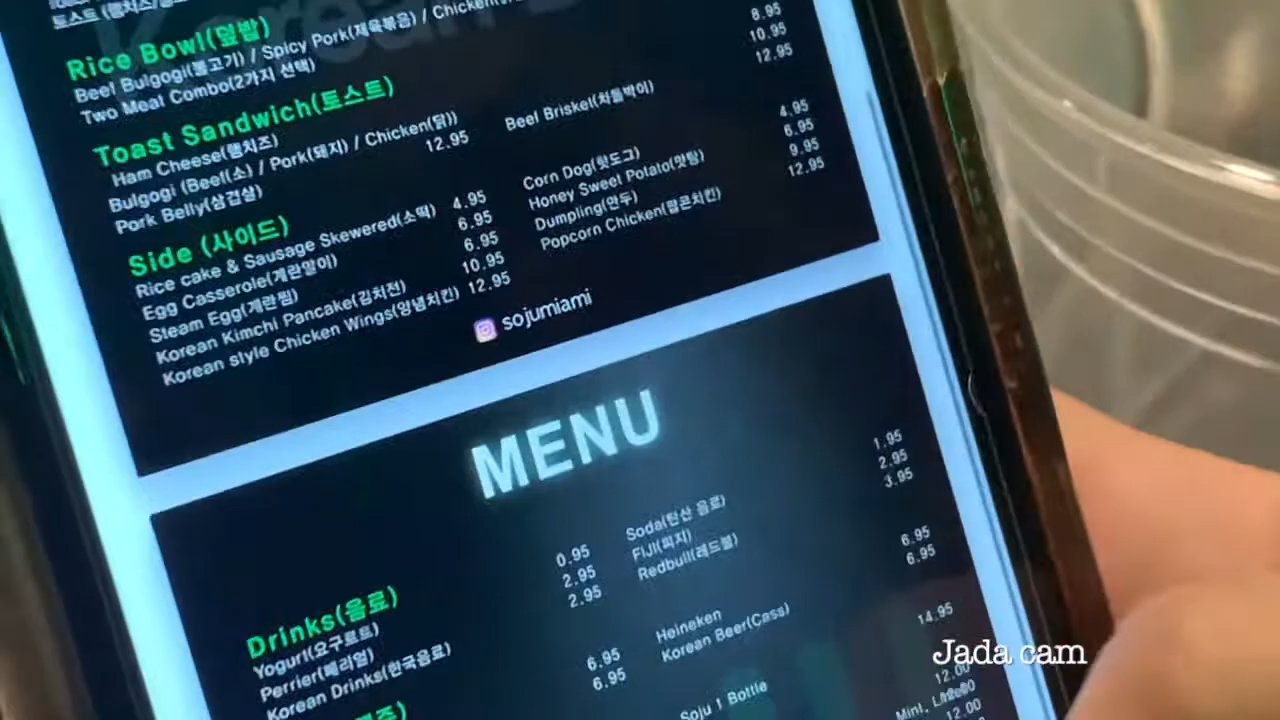 Rice Bowl(덮밥)
Beef Bulgogi(불고기) / Spicy Pork(제육볶음) / Chicken
Two Meal Combo(2가지 선택)
8.95
10.95
12.95
Toast Sandwich(토스트)
Ham Cheese(햄치즈)
Bulgogi (Beef(소) / Pork(돼지) / Chicken(닭))
Pork Belly(삼겹살)
12.95
Beef Brisket(차돌박이)
Side (사이드)
Rice cake & Sausage Skewered(소떡) 4.95
Egg Casserole(계란말이) 6.95
Steam Egg(계란찜) 6.95
Korean Kimchi Pancake(김치전) 10.95
Korean style Chicken Wings(양념치킨) 12.95
Corn Dog(핫도그) 4.95
Honey Sweet Potato(맛탕) 6.95
Dumpling(만두) 9.95
Popcorn Chicken(팝콘치킨) 12.95
sojumiami
MENU
Drinks(음료)
Yogurt(요구르트) 0.95
Perrier(페리얼) 2.95
Korean Drinks(한국음료) 2.95
Soda(탄산 음료) 1.95
FIJI(피지) 2.95
Redbull(레드불) 3.95
6.95
6.95
Heineken 6.95
Korean Beer(Cass) 6.95
Soju 1 Bottle 14.95
12.00
Mint,
12.00
Jada cam